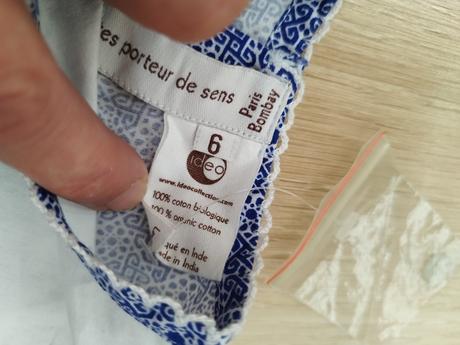 es porteur de sens
Paris
Bombay
6
ideo
www.ideocollection.com
100% coton biologique
100% organic cotton
qué en Inde
made in India